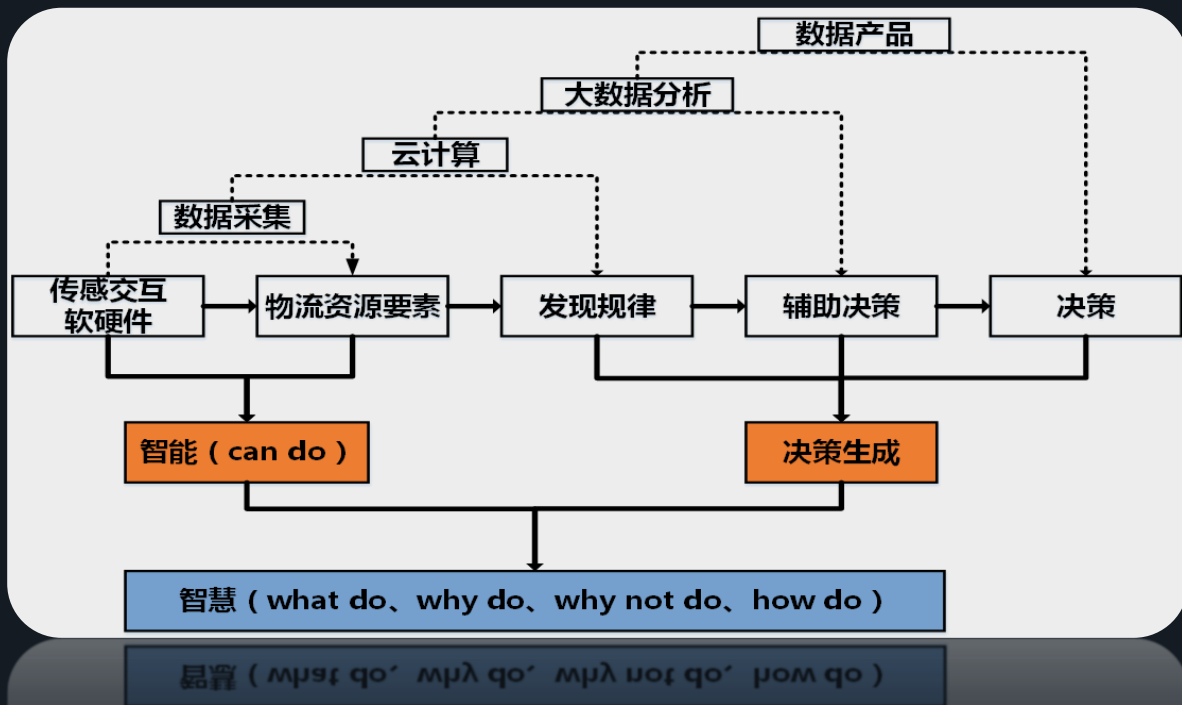 数据产品
大数据分析
云计算
数据采集
传感交互
软硬件
物流资源要素
发现规律
辅助决策
决策
智能（can do）
决策生成
智慧（what do、why do、why not do、how do）